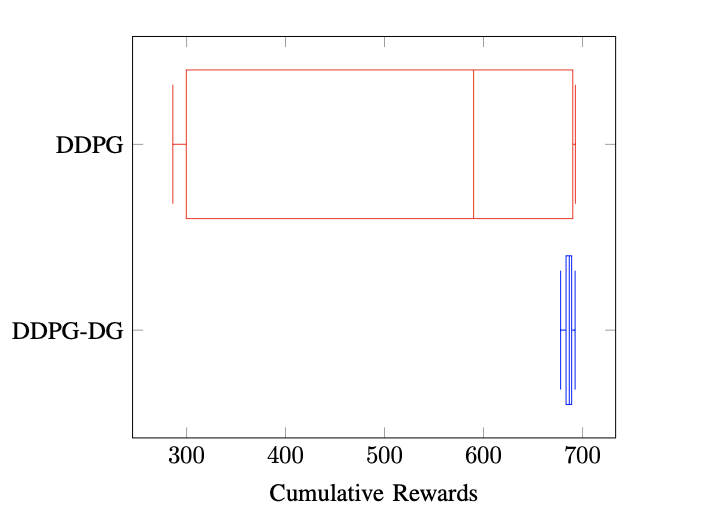 DDPG
DDPG-DG
300 400 500 600 700
Cumulative Rewards